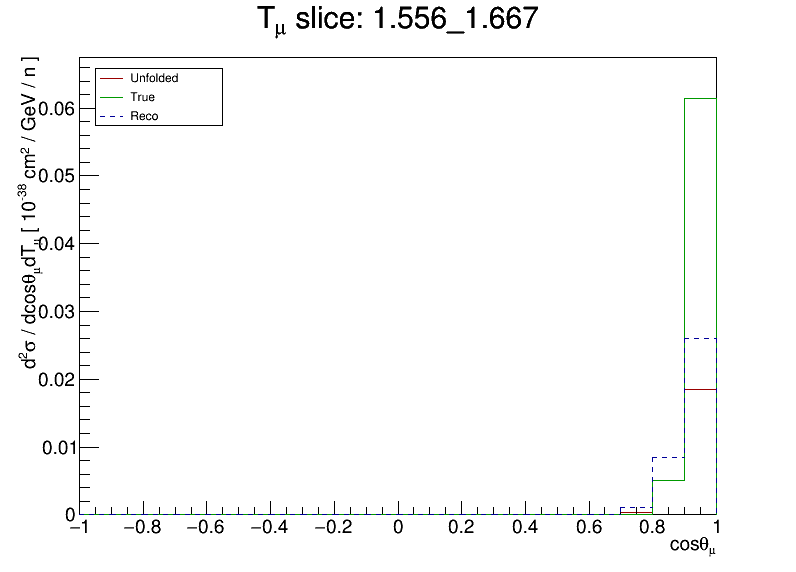 T_μ slice: 1.556_1.667
Unfolded
True
Reco
d²σ / dcosθ_μdT_μ [ 10⁻³⁸ cm² / GeV / n ]
0.06
0.05
0.04
0.03
0.02
0.01
0
−1 −0.8 −0.6 −0.4 −0.2 0 0.2 0.4 0.6 0.8 1
cosθ_μ